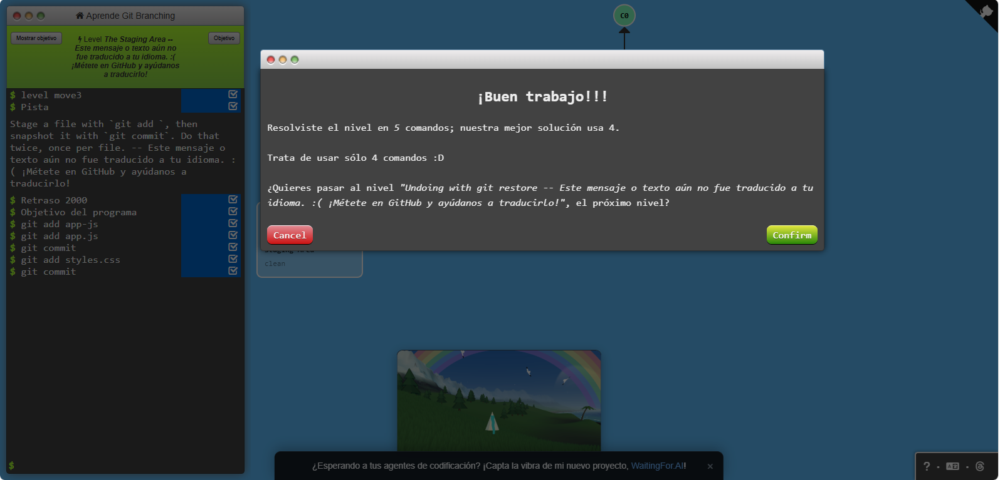 Aprende Git Branching
Mostrar objetivo
Objetivo
Level The Staging Area --
Este mensaje o texto aún no
fue traducido a tu idioma. :(
¡Métete en GitHub y ayúdanos
a traducirlo!
$ level move3
$ Pista
Stage a file with `git add `, then
snapshot it with `git commit`. Do that
twice, once per file. -- Este mensaje o
texto aún no fue traducido a tu idioma. :
( ¡Métete en GitHub y ayúdanos a
traducirlo!
$ Retraso 2000
$ Objetivo del programa
$ git add app-js
$ git add app.js
$ git commit
$ git add styles.css
$ git commit
$
C0
¡Buen trabajo!!!
Resolviste el nivel en 5 comandos; nuestra mejor solución usa 4.
Trata de usar sólo 4 comandos :D
¿Quieres pasar al nivel "Undoing with git restore -- Este mensaje o texto aún no fue traducido a tu
idioma. :( ¡Métete en GitHub y ayúdanos a traducirlo!", el próximo nivel?
Cancel
Confirm
Staging Area
clean
¿Esperando a tus agentes de codificación? ¡Capta la vibra de mi nuevo proyecto, WaitingFor.AI!
×
?